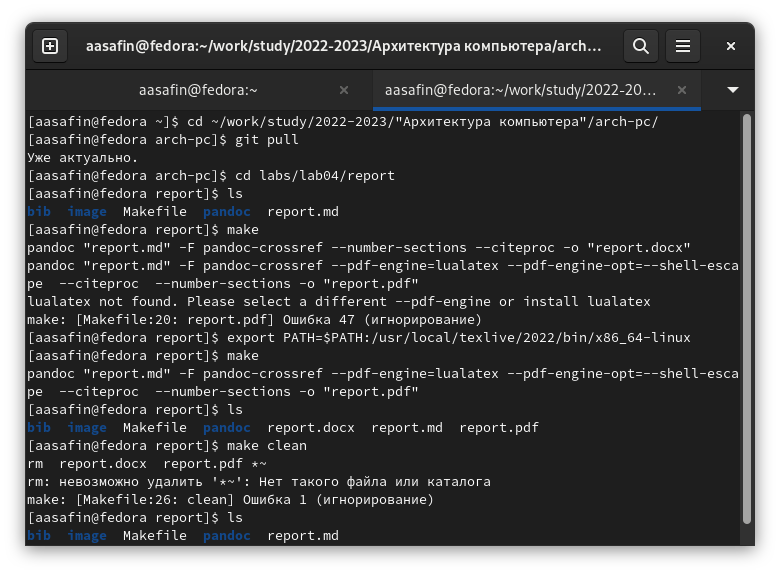 aasafin@fedora:~/work/study/2022-2023/Архитектура компьютера/arch...
aasafin@fedora:~
aasafin@fedora:~/work/study/2022-20...
[aasafin@fedora ~]$ cd ~/work/study/2022-2023/"Архитектура компьютера"/arch-pc/
[aasafin@fedora arch-pc]$ git pull
Уже актуально.
[aasafin@fedora arch-pc]$ cd labs/lab04/report
[aasafin@fedora report]$ ls
bib  image  Makefile  pandoc  report.md
[aasafin@fedora report]$ make
pandoc "report.md" -F pandoc-crossref --number-sections --citeproc -o "report.docx"
pandoc "report.md" -F pandoc-crossref --pdf-engine=lualatex --pdf-engine-opt=--shell-esca
pe  --citeproc  --number-sections -o "report.pdf"
lualatex not found. Please select a different --pdf-engine or install lualatex
make: [Makefile:20: report.pdf] Ошибка 47 (игнорирование)
[aasafin@fedora report]$ export PATH=$PATH:/usr/local/texlive/2022/bin/x86_64-linux
[aasafin@fedora report]$ make
pandoc "report.md" -F pandoc-crossref --pdf-engine=lualatex --pdf-engine-opt=--shell-esca
pe  --citeproc  --number-sections -o "report.pdf"
[aasafin@fedora report]$ ls
bib  image  Makefile  pandoc  report.docx  report.md  report.pdf
[aasafin@fedora report]$ make clean
rm  report.docx  report.pdf *~
rm: невозможно удалить '*~': Нет такого файла или каталога
make: [Makefile:26: clean] Ошибка 1 (игнорирование)
[aasafin@fedora report]$ ls
bib  image  Makefile  pandoc  report.md